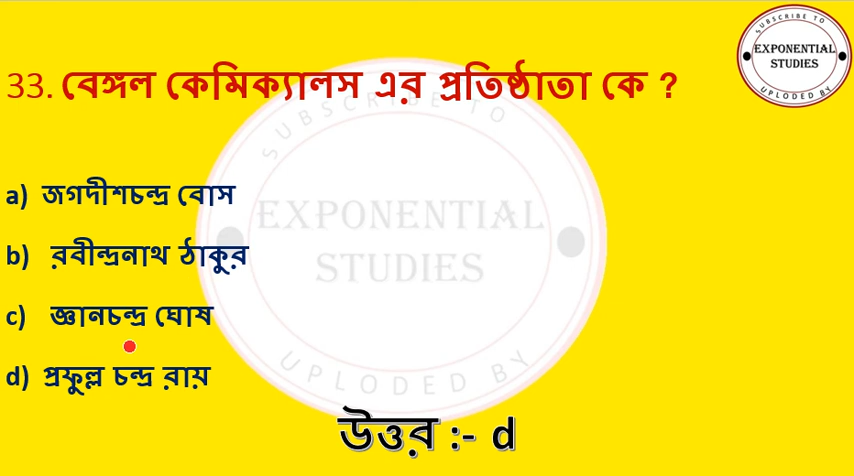 SUBSCRIBE TO
EXPONENTIAL
STUDIES
UPLODED BY
33. বেঙ্গল কেমিক্যালস এর প্রতিষ্ঠাতা কে ?
SUBSCRIBE TO
EXPONENTIAL
STUDIES
UPLODED BY
a) জগদীশচন্দ্র বোস
b) রবীন্দ্রনাথ ঠাকুর
c) জ্ঞানচন্দ্র ঘোষ
d) প্রফুল্ল চন্দ্র রায়
উত্তর :- d